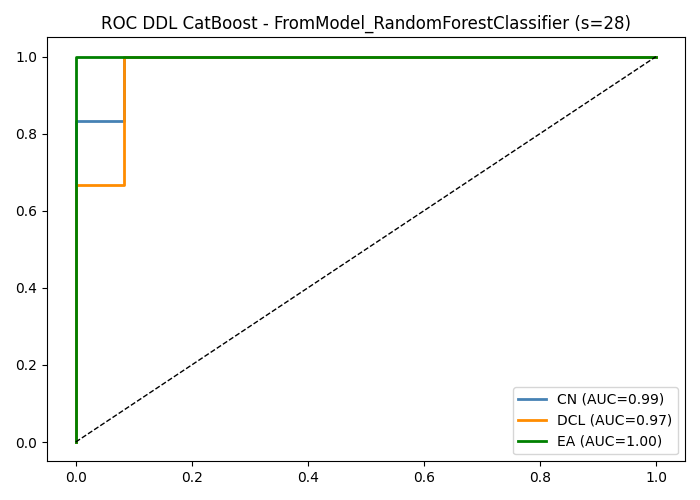 ROC DDL CatBoost - FromModel_RandomForestClassifier (s=28)
1.0
0.8
0.6
0.4
0.2
0.0
CN (AUC=0.99)
DCL (AUC=0.97)
EA (AUC=1.00)
0.0 0.2 0.4 0.6 0.8 1.0